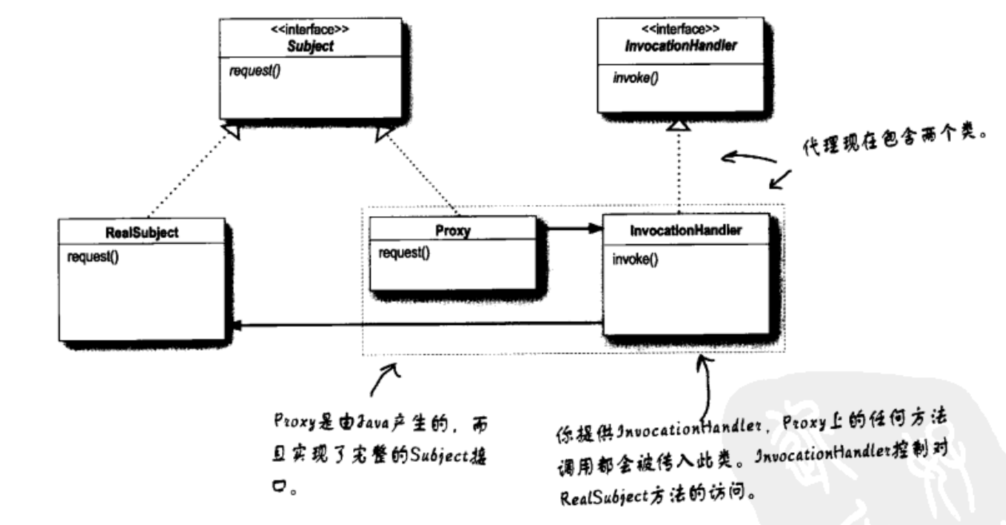 <<interface>>
Subject
request()
<<interface>>
InvocationHandler
invoke()
代理现在包含两个类。
RealSubject
request()
Proxy
request()
InvocationHandler
invoke()
Proxy是由Java产生的，而
且实现了完整的Subject接
口。
你提供InvocationHandler，Proxy上的任何方法
调用都会被传入此类。InvocationHandler控制对
RealSubject方法的访问。